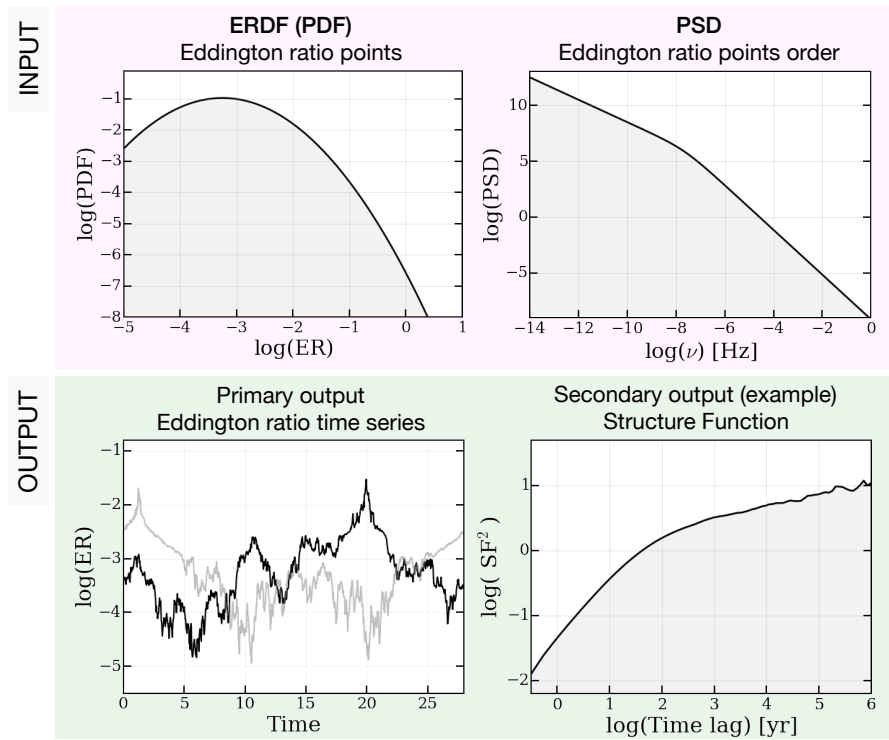 INPUT
ERDF (PDF)
Eddington ratio points
−1
−2
−3
−4
−5
−6
−7
−8
log(PDF)
−5 −4 −3 −2 −1 0 1
log(ER)
PSD
Eddington ratio points order
10
5
0
−5
log(PSD)
−14 −12 −10 −8 −6 −4 −2 0
log(ν) [Hz]
OUTPUT
Primary output
Eddington ratio time series
−1
−2
−3
−4
−5
log(ER)
0 5 10 15 20 25
Time
Secondary output (example)
Structure Function
1
0
−1
−2
log( SF² )
0 1 2 3 4 5 6
log(Time lag) [yr]